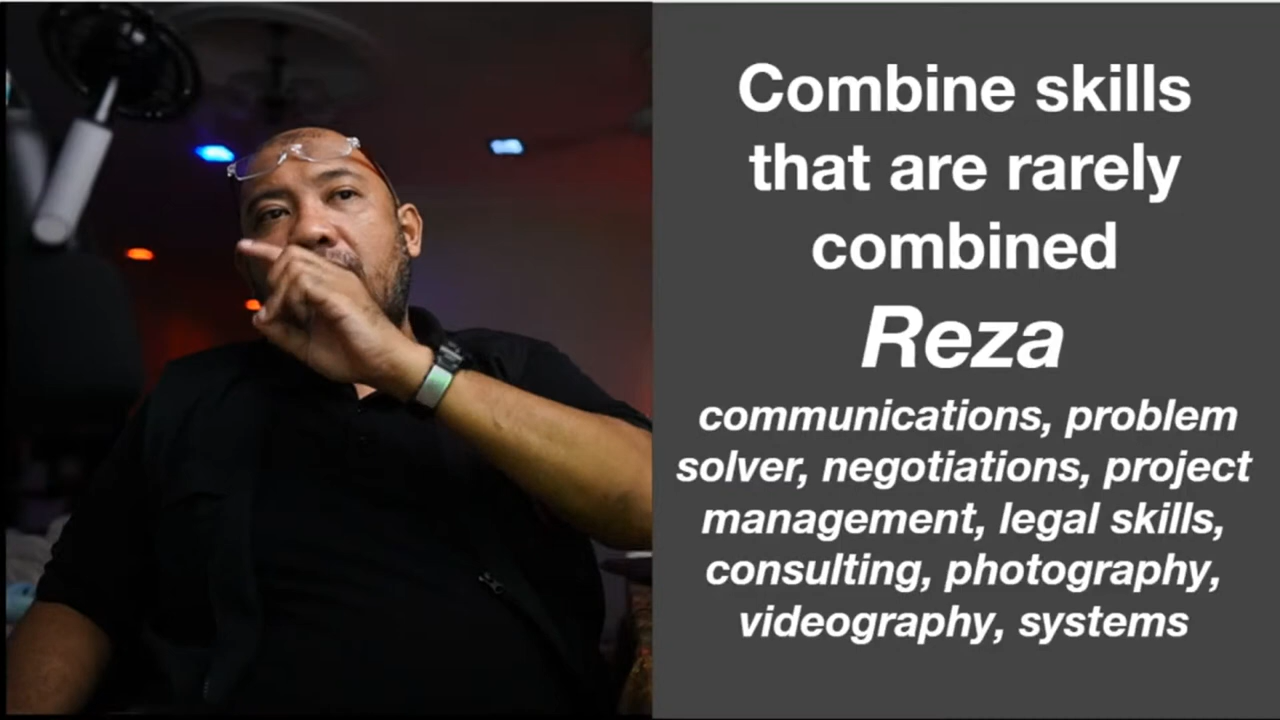 Combine skills
that are rarely
combined
Reza
communications, problem
solver, negotiations, project
management, legal skills,
consulting, photography,
videography, systems